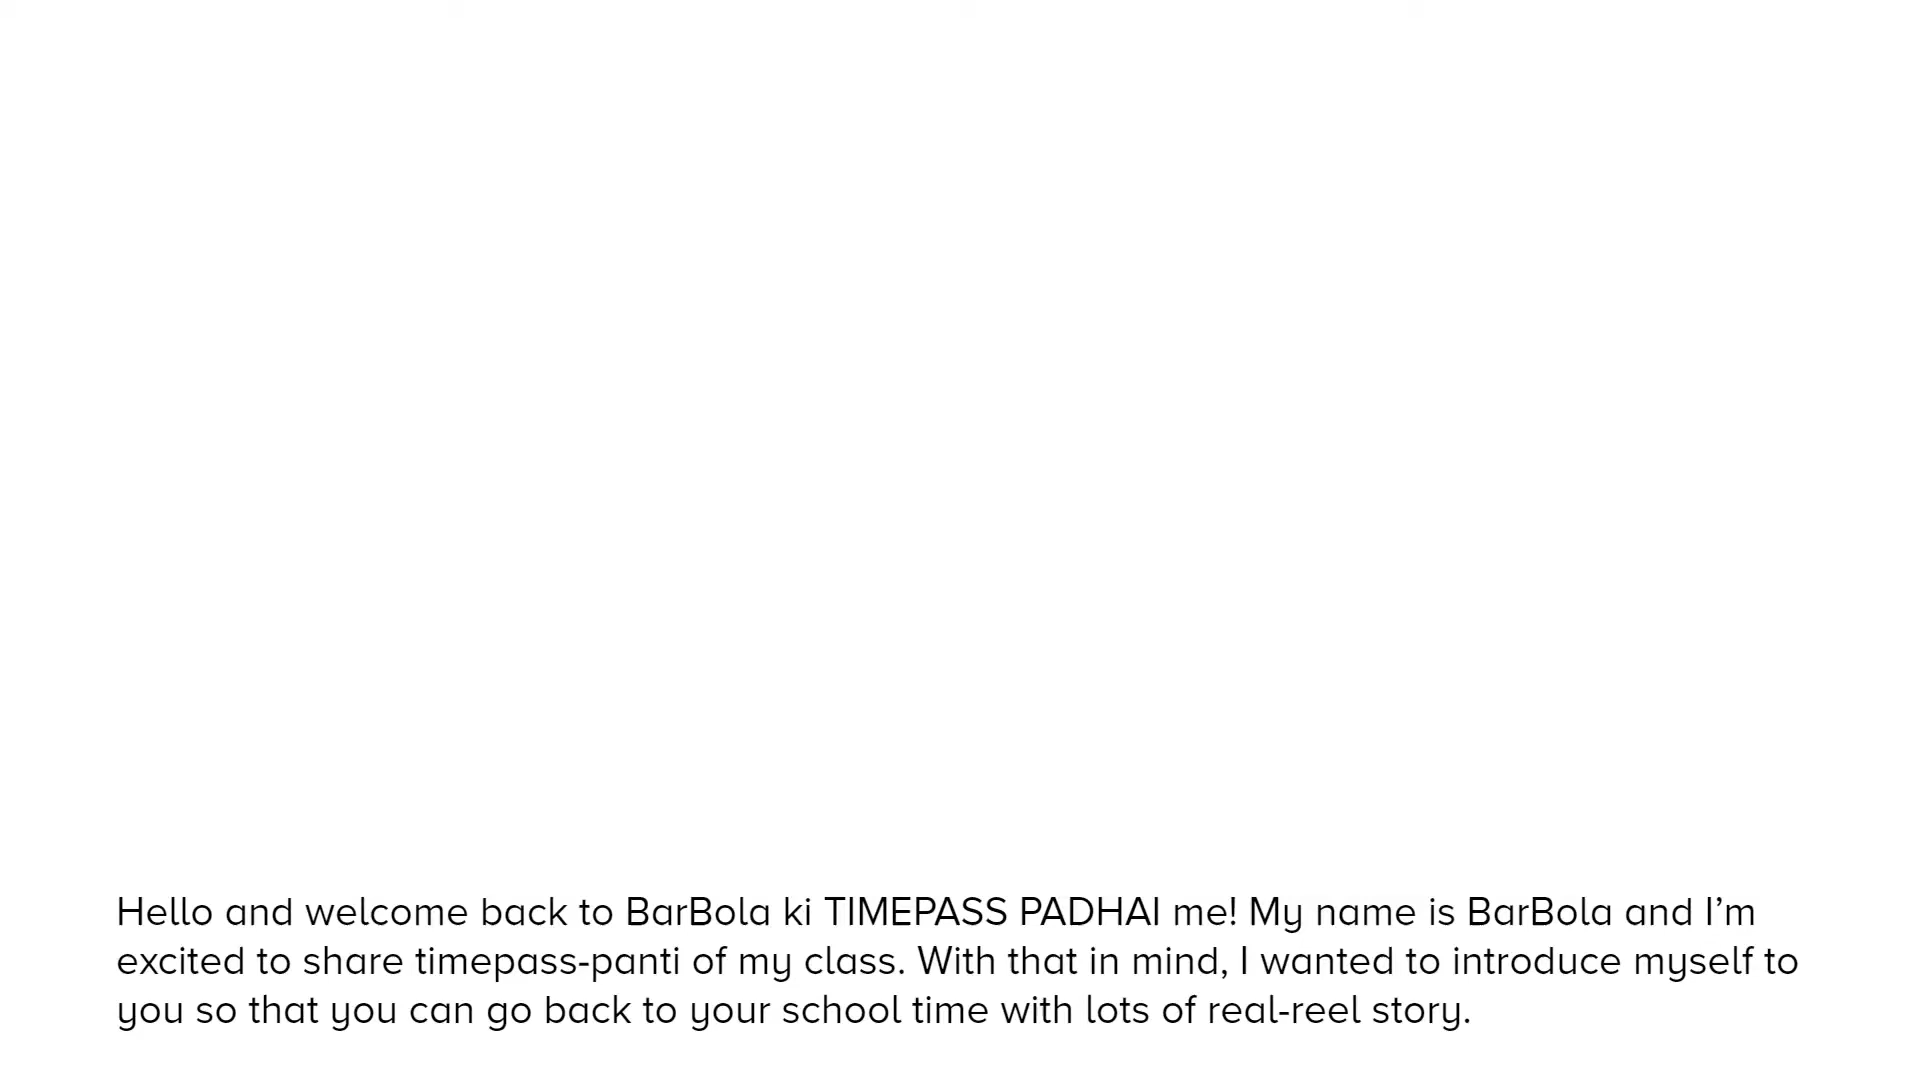 Hello and welcome back to BarBola ki TIMEPASS PADHAI me! My name is BarBola and I’m
excited to share timepass-panti of my class. With that in mind, I wanted to introduce myself to
you so that you can go back to your school time with lots of real-reel story.